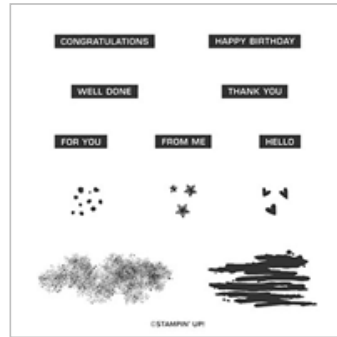 CONGRATULATIONS HAPPY BIRTHDAY
WELL DONE THANK YOU
FOR YOU FROM ME HELLO
©STAMPIN' UP!